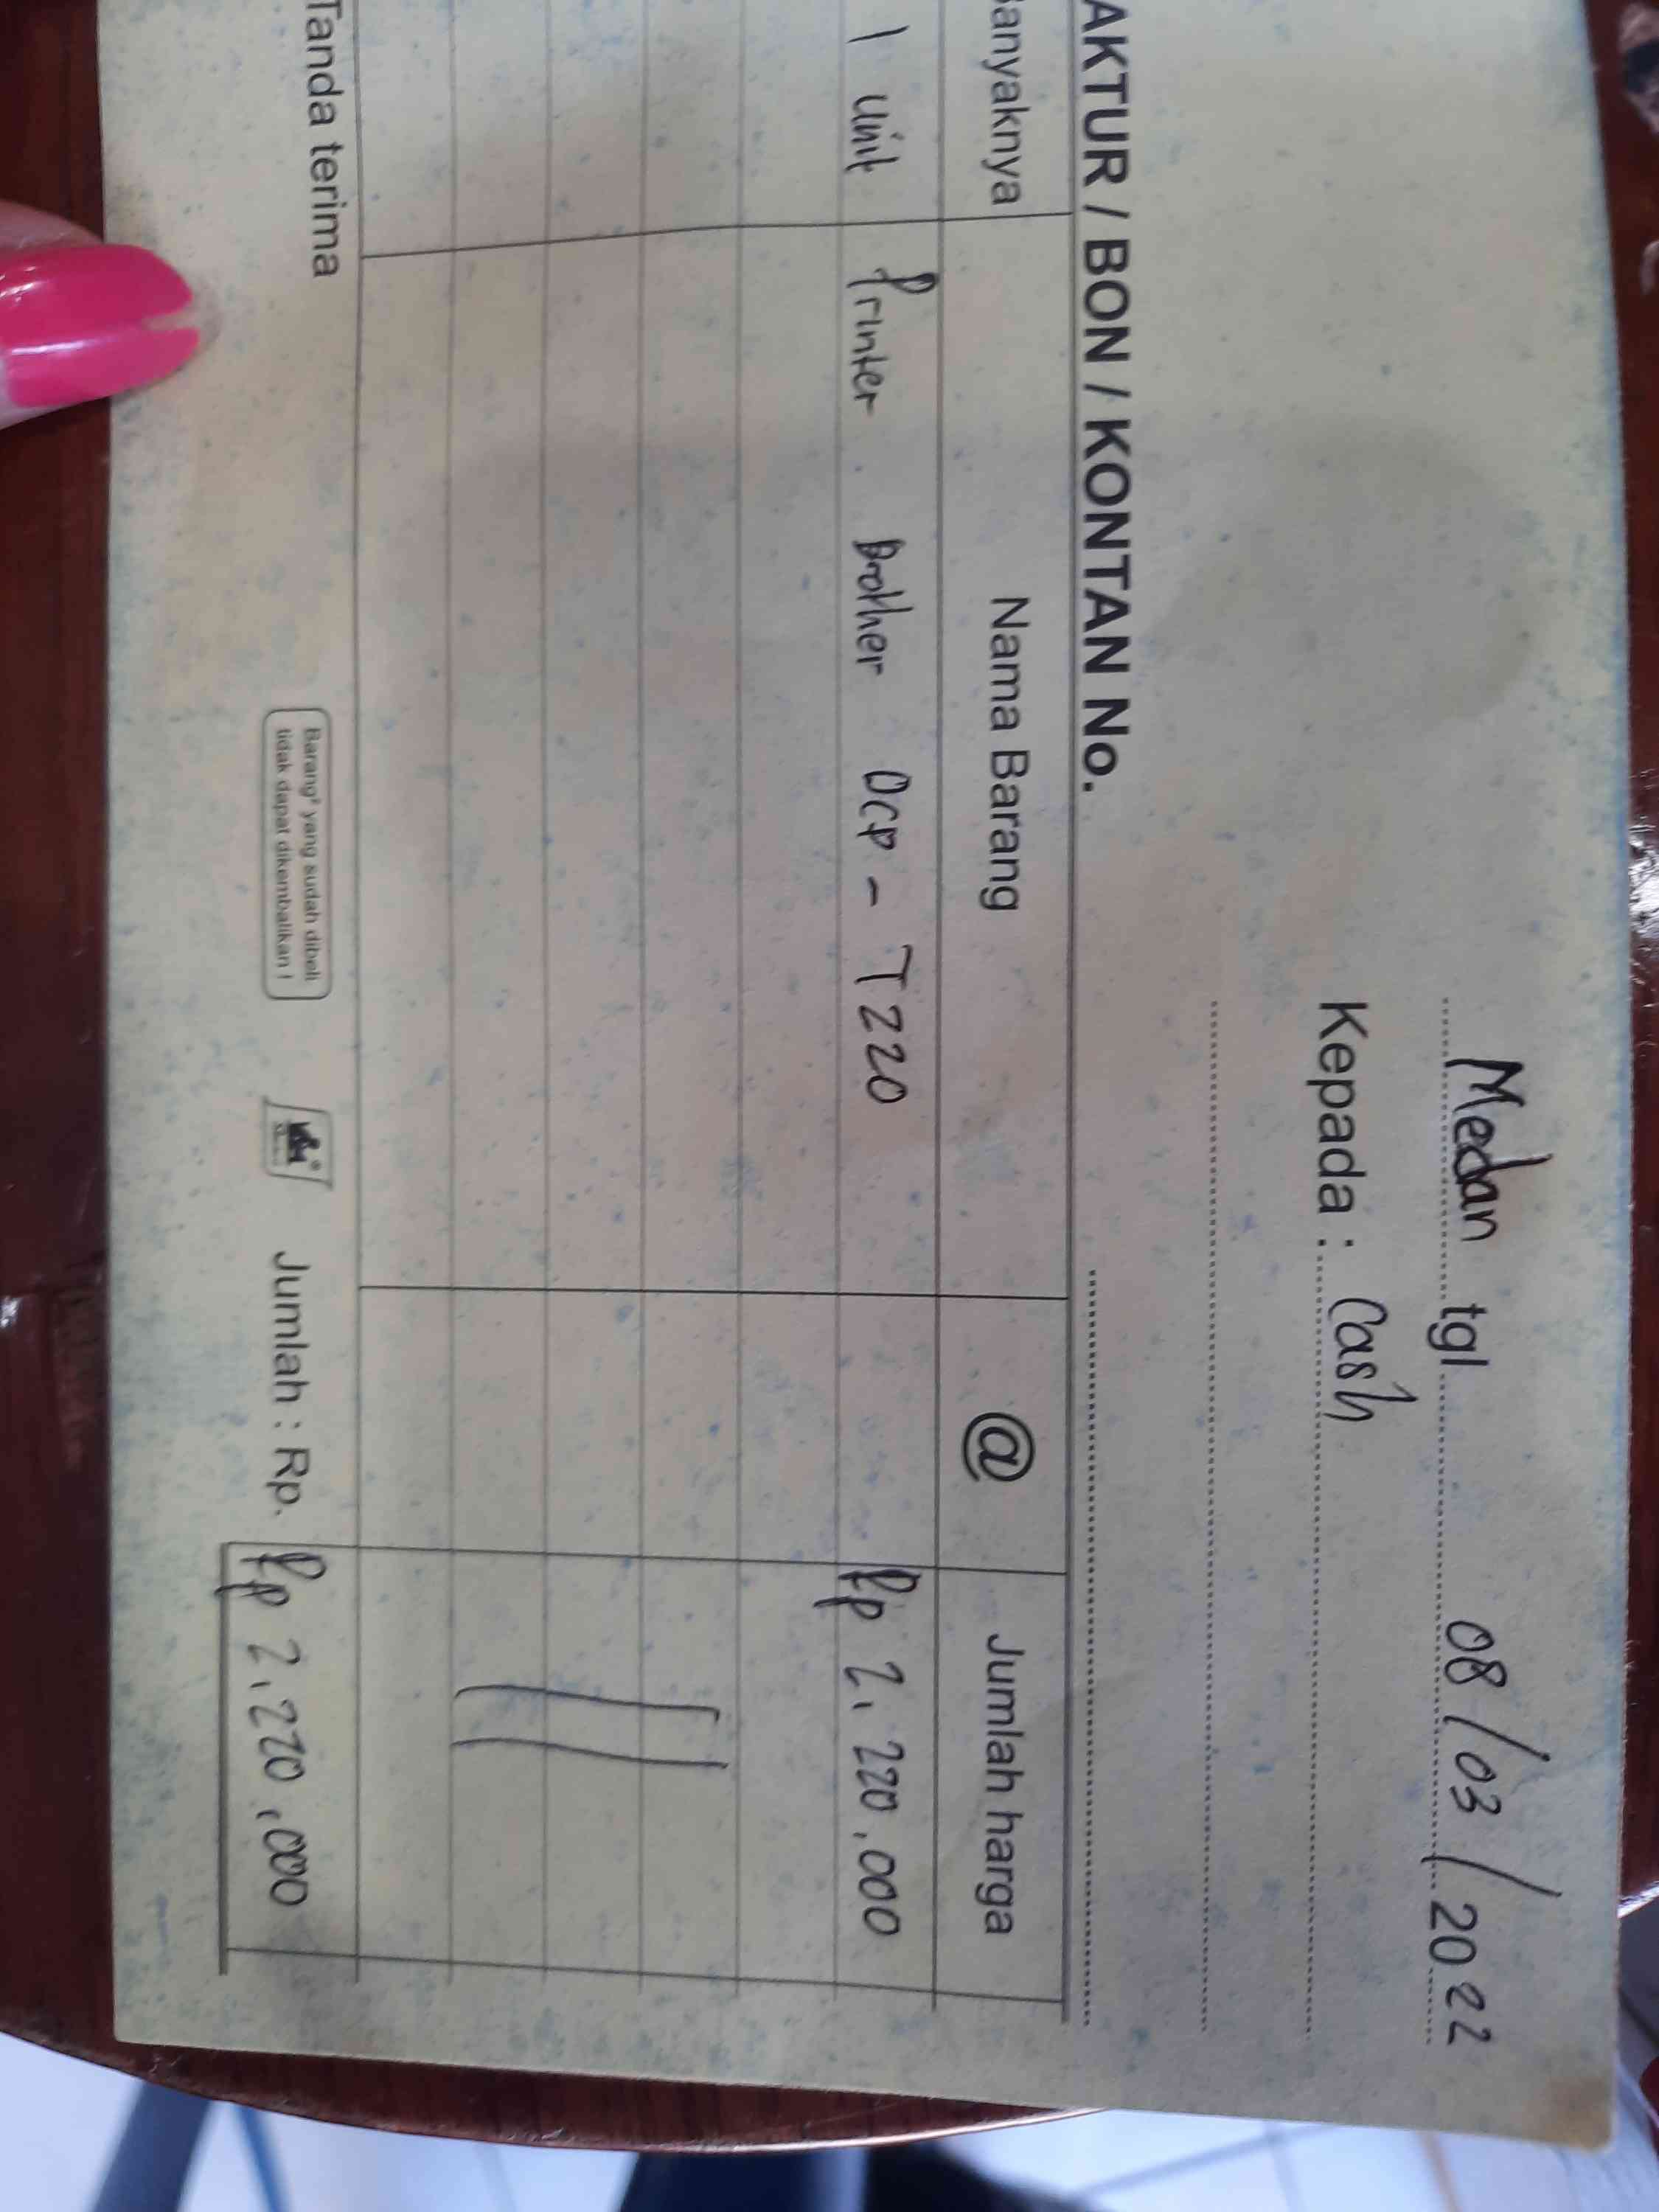 Medan tgl 08/03/2022
Kepada : Cash
AKTUR / BON / KONTAN No.
anyaknya Nama Barang @ Jumlah harga
1 unit Printer Brother DCP - T220 Rp 2.220.000
Tanda terima
Barang² yang sudah dibeli
tidak dapat dikembalikan !
Jumlah : Rp. Rp 2.220.000